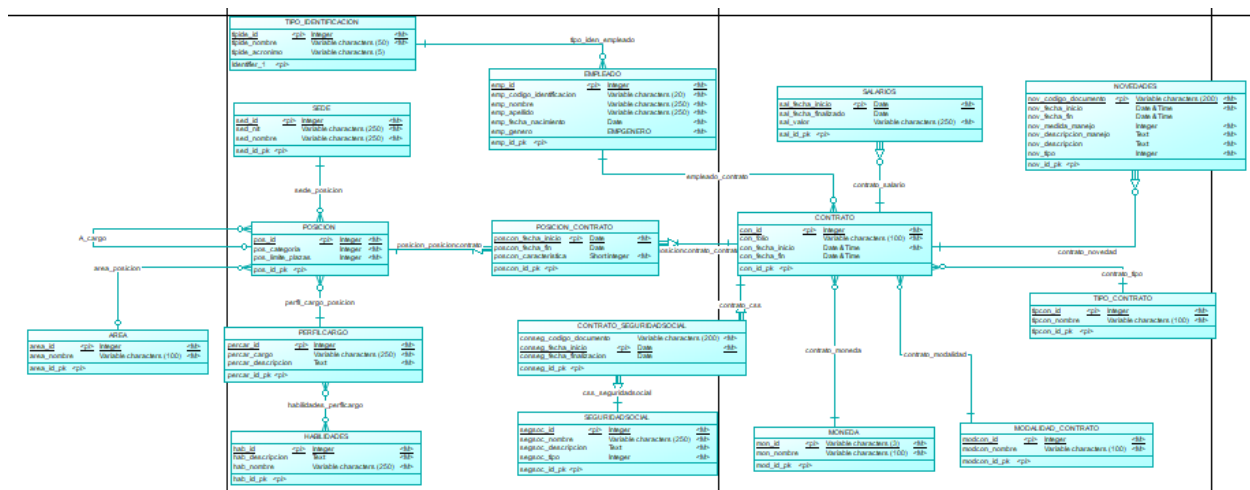 TIPO_IDENTIFICACION
tipide_id <pi> Integer <M>
tipide_nombre Variable characters (50) <M>
tipide_acronimo Variable characters (5)
Identifier_1 <pi>
tipo_iden_empleado
EMPLEADO
emp_id <pi> Integer <M>
emp_codigo_identificacion Variable characters (20) <M>
emp_nombre Variable characters (250) <M>
emp_apellido Variable characters (250) <M>
emp_fecha_nacimiento Date <M>
emp_genero EMPGENERO <M>
emp_id_pk <pi>
SALARIOS
sal_fecha_inicio <pi> Date <M>
sal_fecha_finalizado Date
sal_valor Variable characters (250) <M>
sal_id_pk <pi>
NOVEDADES
nov_codigo_documento <pi> Variable characters (200) <M>
nov_fecha_inicio Date & Time <M>
nov_fecha_fin Date & Time
nov_medida_manejo Integer <M>
nov_descripcion_manejo Text <M>
nov_descripcion Text <M>
nov_tipo Integer <M>
nov_id_pk <pi>
SEDE
sed_id <pi> Integer <M>
sed_nit Variable characters (250) <M>
sed_nombre Variable characters (250) <M>
sed_id_pk <pi>
sede_posicion
empleado_contrato
contrato_salario
A_cargo
POSICION
pos_id <pi> Integer <M>
pos_categoria Integer <M>
pos_limite_plazas Integer <M>
pos_id_pk <pi>
posicion_posicioncontrato
POSICION_CONTRATO
poscon_fecha_inicio <pi> Date <M>
poscon_fecha_fin Date
poscon_caracteristica Short integer <M>
poscon_id_pk <pi>
posicioncontrato_contrato
CONTRATO
con_id <pi> Integer <M>
con_folio Variable characters (100) <M>
con_fecha_inicio Date & Time <M>
con_fecha_fin Date & Time
con_id_pk <pi>
contrato_novedad
area_posicion
contrato_tipo
perfil_cargo_posicion
contrato_css
TIPO_CONTRATO
tipcon_id <pi> Integer <M>
tipcon_nombre Variable characters (100) <M>
tipcon_id_pk <pi>
AREA
area_id <pi> Integer <M>
area_nombre Variable characters (100) <M>
area_id_pk <pi>
PERFILCARGO
percar_id <pi> Integer <M>
percar_cargo Variable characters (250) <M>
percar_descripcion Text <M>
percar_id_pk <pi>
CONTRATO_SEGURIDADSOCIAL
conseg_codigo_documento Variable characters (200) <M>
conseg_fecha_inicio <pi> Date <M>
conseg_fecha_finalizacion Date
conseg_id_pk <pi>
contrato_moneda
contrato_modalidad
css_seguridadsocial
habilidades_perfilcargo
HABILIDADES
hab_id <pi> Integer <M>
hab_descripcion Text <M>
hab_nombre Variable characters (250) <M>
hab_id_pk <pi>
SEGURIDADSOCIAL
segsoc_id <pi> Integer <M>
segsoc_nombre Variable characters (250) <M>
segsoc_descripcion Text <M>
segsoc_tipo Integer <M>
segsoc_id_pk <pi>
MONEDA
mon_id <pi> Variable characters (3) <M>
mon_nombre Variable characters (100) <M>
mod_id_pk <pi>
MODALIDAD_CONTRATO
modcon_id <pi> Integer <M>
modcon_nombre Variable characters (100) <M>
modcon_id_pk <pi>